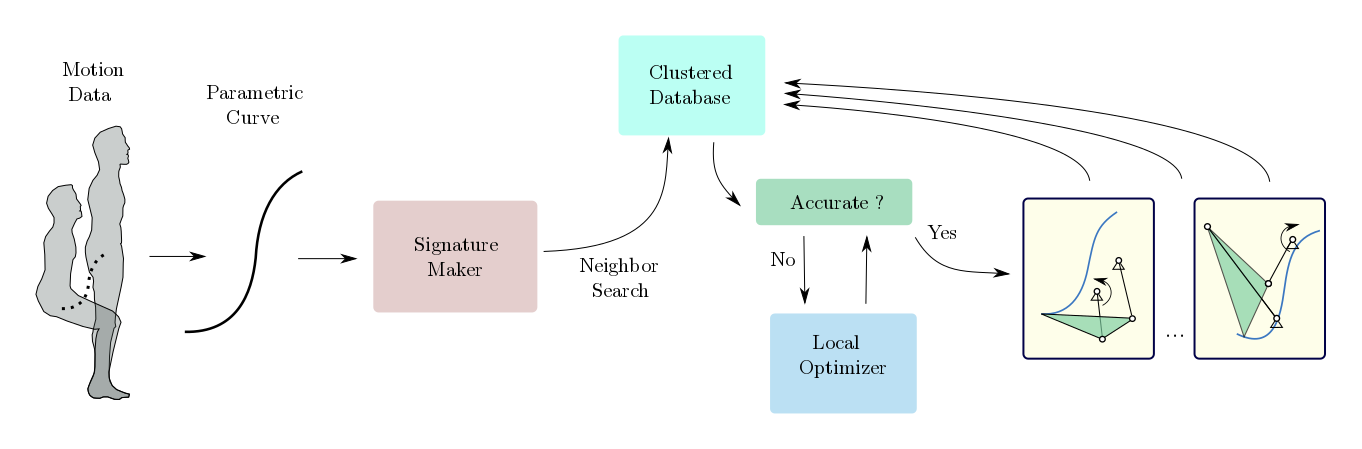 Motion
Data
Parametric
Curve
Signature
Maker
Neighbor
Search
Clustered
Database
Accurate ?
No
Yes
Local
Optimizer
...